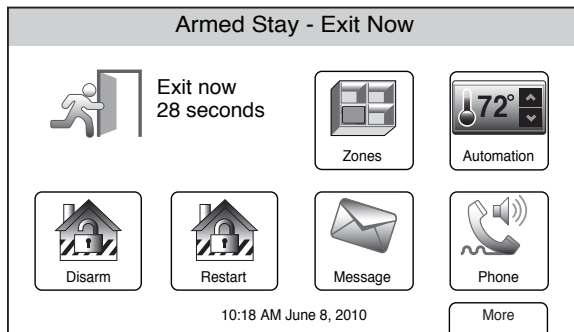 Armed Stay - Exit Now
Exit now
28 seconds
72°
Zones
Automation
Disarm
Restart
Message
Phone
10:18 AM June 8, 2010
More